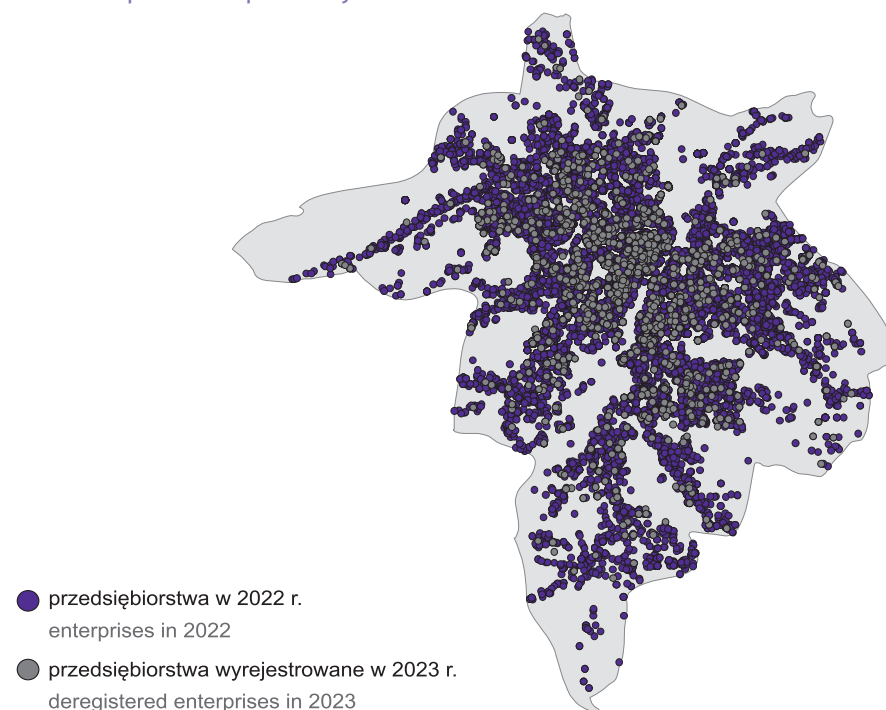 przedsiębiorstwa w 2022 r.
enterprises in 2022
przedsiębiorstwa wyrejestrowane w 2023 r.
deregistered enterprises in 2023